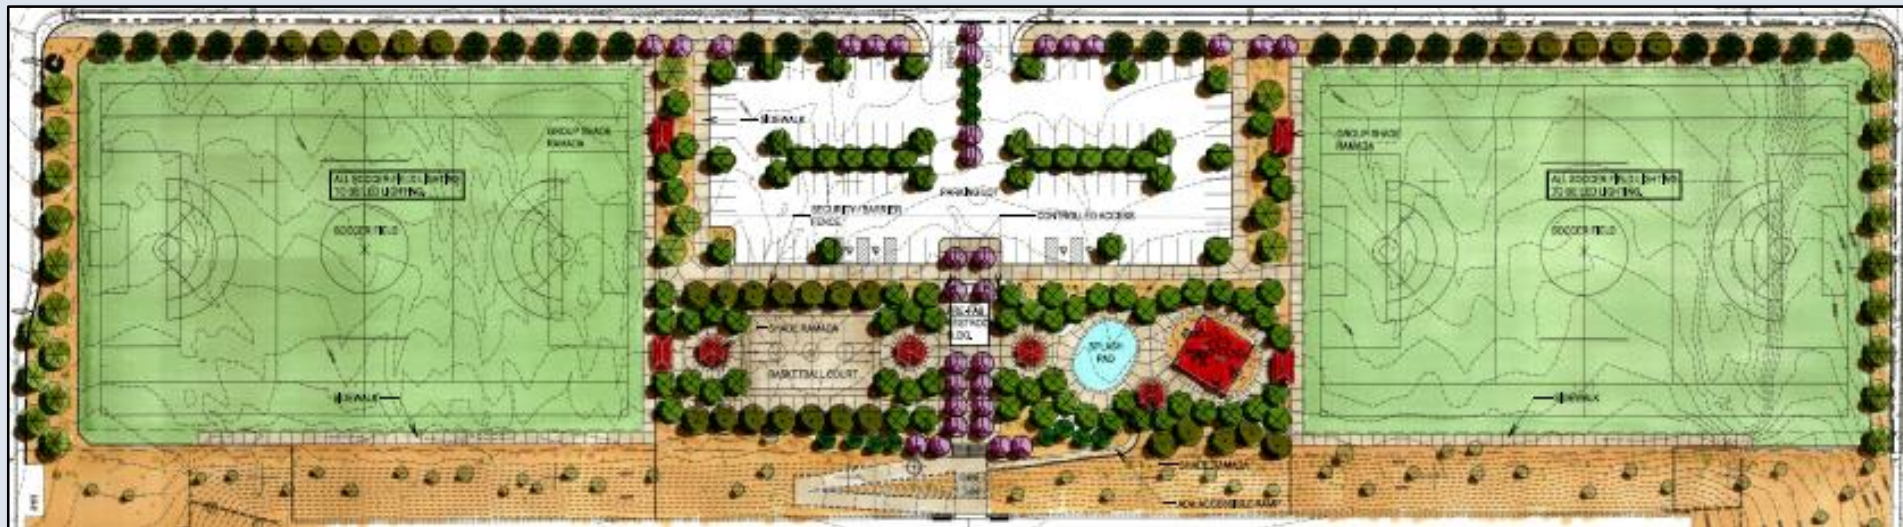 GROUP SHADE
RAMADA
ALL SOCCER FIELD LIGHTING
TO BE LED LIGHTING.
SOCCER FIELD
SIDEWALK
SIDEWALK
PARKING LOT
SECURITY / BARRIER
FENCE
CONTROLLED ACCESS
SHADE RAMADA
BASKETBALL COURT
SPLASH
PAD
SHADE RAMADA
ADA ACCESSIBLE RAMP
GROUP SHADE
RAMADA
ALL SOCCER FIELD LIGHTING
TO BE LED LIGHTING.
SOCCER FIELD
SIDEWALK